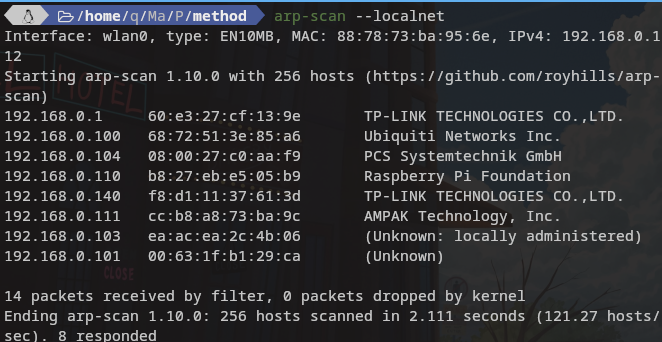 /home/q/Ma/P/method arp-scan --localnet
Interface: wlan0, type: EN10MB, MAC: 88:78:73:ba:95:6e, IPv4: 192.168.0.1
12
Starting arp-scan 1.10.0 with 256 hosts (https://github.com/royhills/arp-
scan)
192.168.0.1 60:e3:27:cf:13:9e TP-LINK TECHNOLOGIES CO.,LTD.
192.168.0.100 68:72:51:3e:85:a6 Ubiquiti Networks Inc.
192.168.0.104 08:00:27:c0:aa:f9 PCS Systemtechnik GmbH
192.168.0.110 b8:27:eb:e5:05:b9 Raspberry Pi Foundation
192.168.0.140 f8:d1:11:37:61:3d TP-LINK TECHNOLOGIES CO.,LTD.
192.168.0.111 cc:b8:a8:73:ba:9c AMPAK Technology, Inc.
192.168.0.103 ea:ac:ea:2c:4b:06 (Unknown: locally administered)
192.168.0.101 00:63:1f:b1:29:ca (Unknown)
14 packets received by filter, 0 packets dropped by kernel
Ending arp-scan 1.10.0: 256 hosts scanned in 2.111 seconds (121.27 hosts/
sec). 8 responded
HOTEL
CLOSE